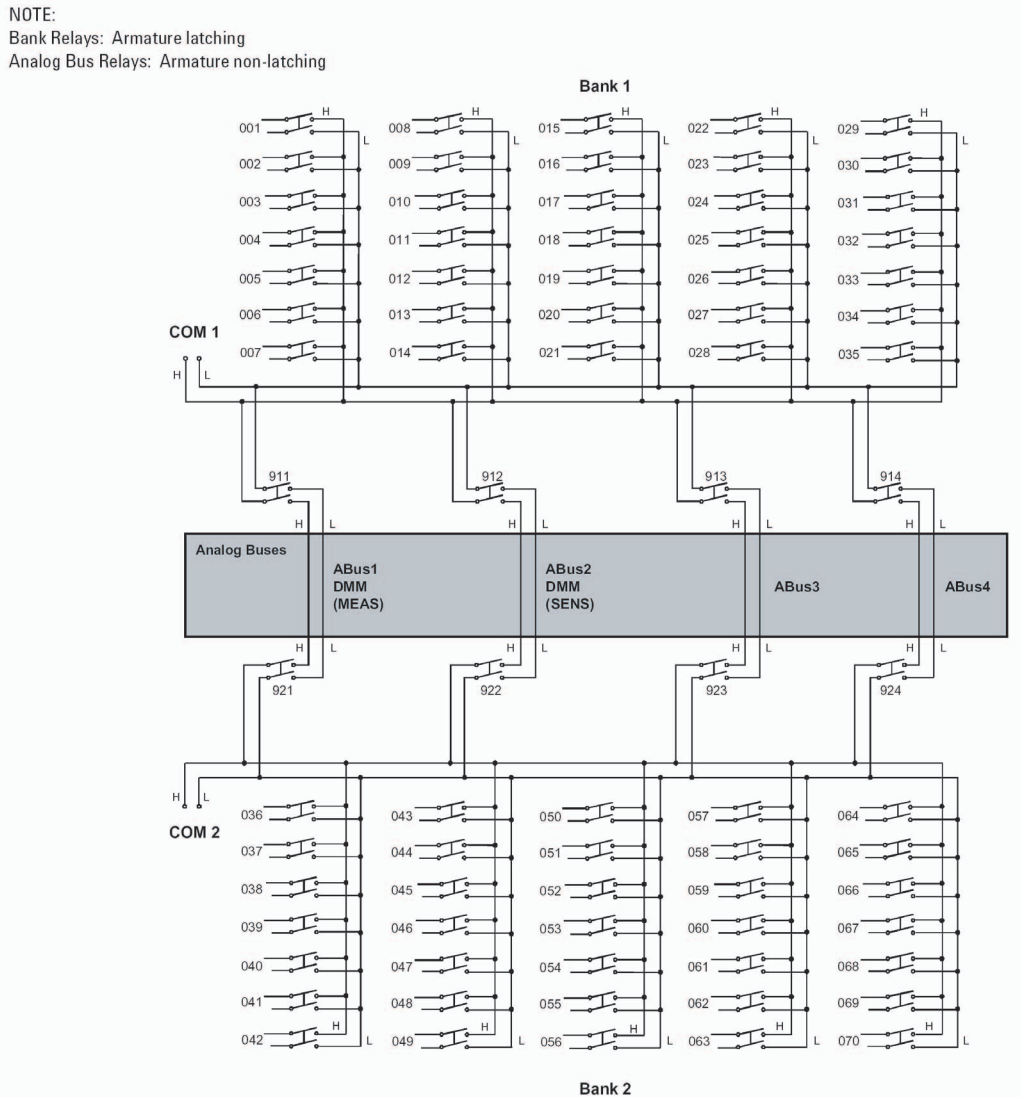 NOTE:
Bank Relays: Armature latching
Analog Bus Relays: Armature non-latching
Bank 1
H H H H H
001 008 015 022 029
L L L L L
002 009 016 023 030
003 010 017 024 031
004 011 018 025 032
005 012 019 026 033
006 013 020 027 034
COM 1
007 014 021 028 035
H L
911 912 913 914
H L H L H L H L
Analog Buses
ABus1
DMM
(MEAS)
ABus2
DMM
(SENS)
ABus3
ABus4
H L H L H L H L
921 922 923 924
H L
COM 2
036 043 050 057 064
037 044 051 058 065
038 045 052 059 066
039 046 053 060 067
040 047 054 061 068
041 048 055 062 069
H H H H H
042 049 056 063 070
L L L L L
Bank 2